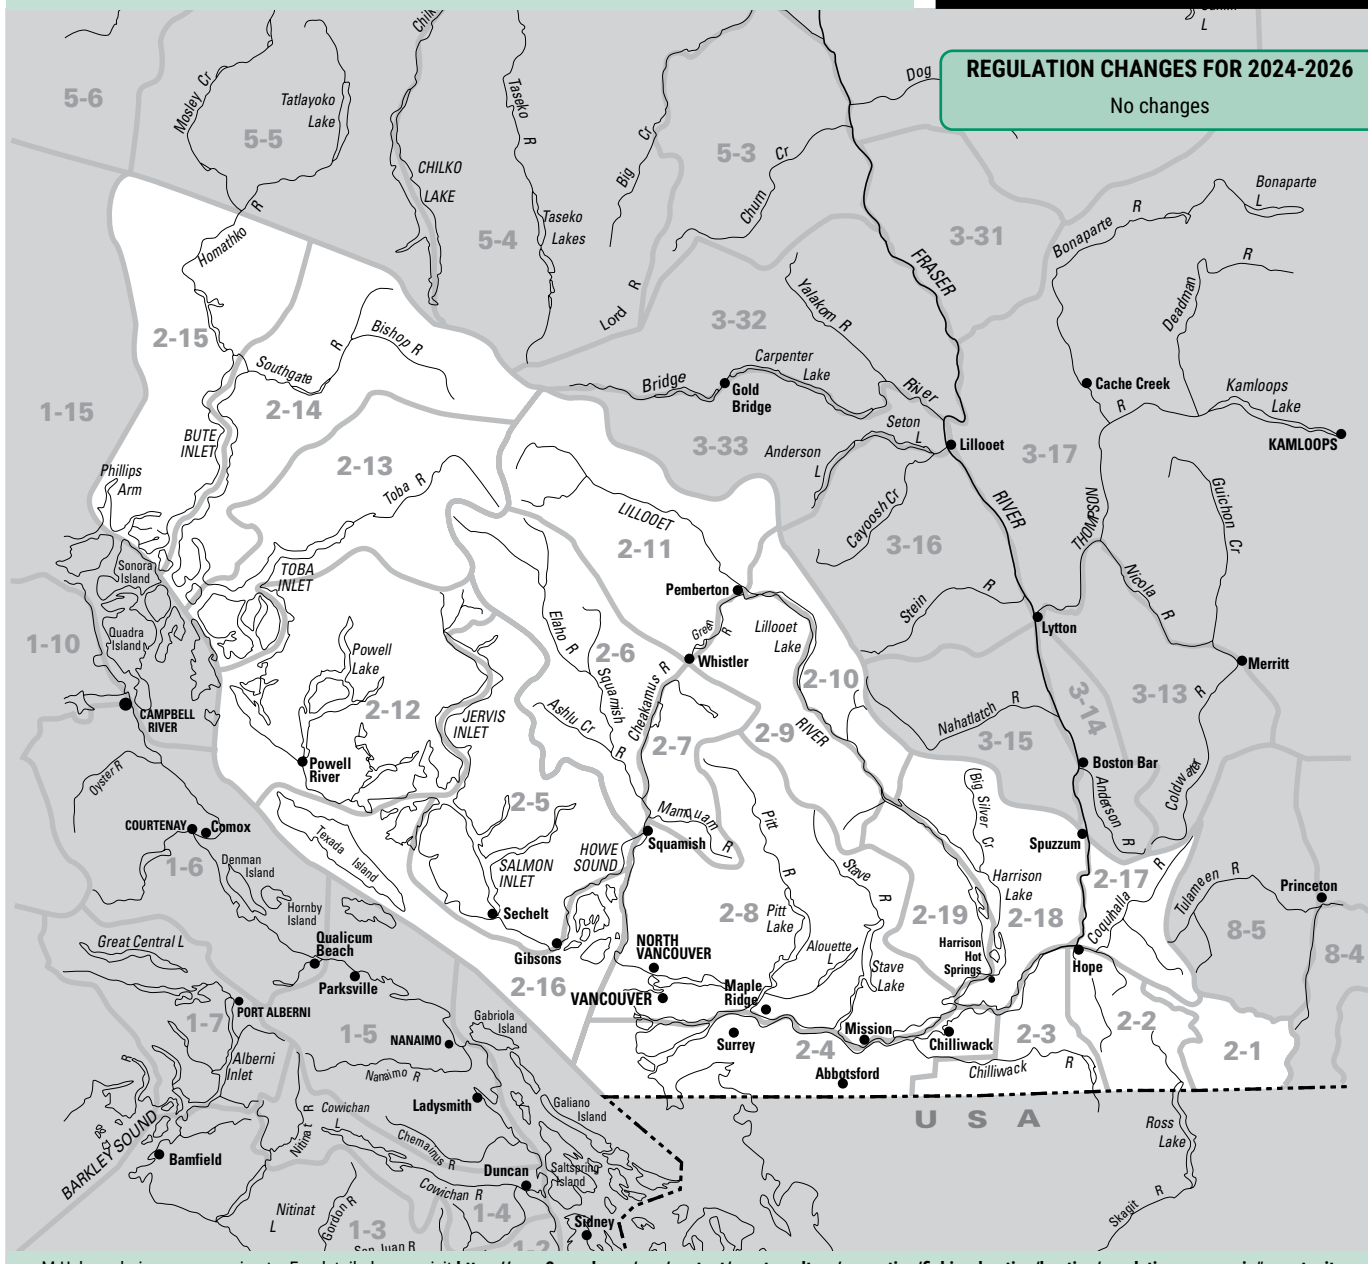 REGULATION CHANGES FOR 2024-2026
No changes
L
5-6
Mosley Cr
Tatlayoko
Lake
5-5
Taseko
R
Big
Cr
5-3
Churn
Cr
Dog
Bonaparte
L
Bonaparte
R
CHILKO
LAKE
5-4
Taseko
Lakes
3-31
R
Homathko
R
FRASER
Deadman
R
Lord
R
3-32
Yalakom R
2-15
Bishop R
R
Southgate
2-14
Carpenter
Lake
Bridge
River
Gold
Bridge
Cache Creek
R
Kamloops
Lake
KAMLOOPS
1-15
BUTE
INLET
Seton
L
Anderson
L
3-33
Lillooet
3-17
Phillips
Arm
2-13
Toba R
LILLOOET
2-11
Cayoosh Cr
3-16
RIVER
THOMPSON
Guichon Cr
Nicola
R
Sonora
Island
TOBA
INLET
Pemberton
Stein
R
Lytton
Quadra
Island
1-10
Powell
Lake
Elaho R
2-6
Green
R
Whistler
Lillooet
Lake
2-10
Merritt
3-13
3-14
R
CAMPBELL
RIVER
2-12
JERVIS
INLET
Squamish
R
Ashlu Cr
Cheakamus R
2-7
2-9
RIVER
Nahatlatch R
3-15
Oyster R
Powell
River
Boston Bar
Anderson
R
Coldwater
COURTENAY
Comox
2-5
Mamquam
R
Squamish
Pitt
R
Big Silver
Cr
Spuzzum
1-6
Denman
Island
Texada Island
SALMON
INLET
HOWE
SOUND
Stave
R
Harrison
Lake
2-17
R
Coquihalla
Tulameen R
Princeton
Hornby
Island
Sechelt
2-8
Pitt
Lake
2-19
2-18
8-5
8-4
Great Central L
Qualicum
Beach
Gibsons
NORTH
VANCOUVER
Alouette
L
Harrison
Hot
Springs
Hope
Parksville
2-16
VANCOUVER
Maple
Ridge
Stave
Lake
PORT ALBERNI
1-7
1-5
Gabriola
Island
NANAIMO
Surrey
2-4
Mission
Chilliwack
2-3
2-2
2-1
Alberni
Inlet
Nanaimo R
Abbotsford
Chilliwack
R
Ladysmith
Galiano
Island
U S A
Ross
Lake
BARKLEY SOUND
Nitinat R
Cowichan
L
Chemainus R
Bamfield
Duncan
Saltspring
Island
Cowichan R
Nitinat
L
Gordon R
1-3
1-4
Sidney
Skagit R
San Juan R
1-2